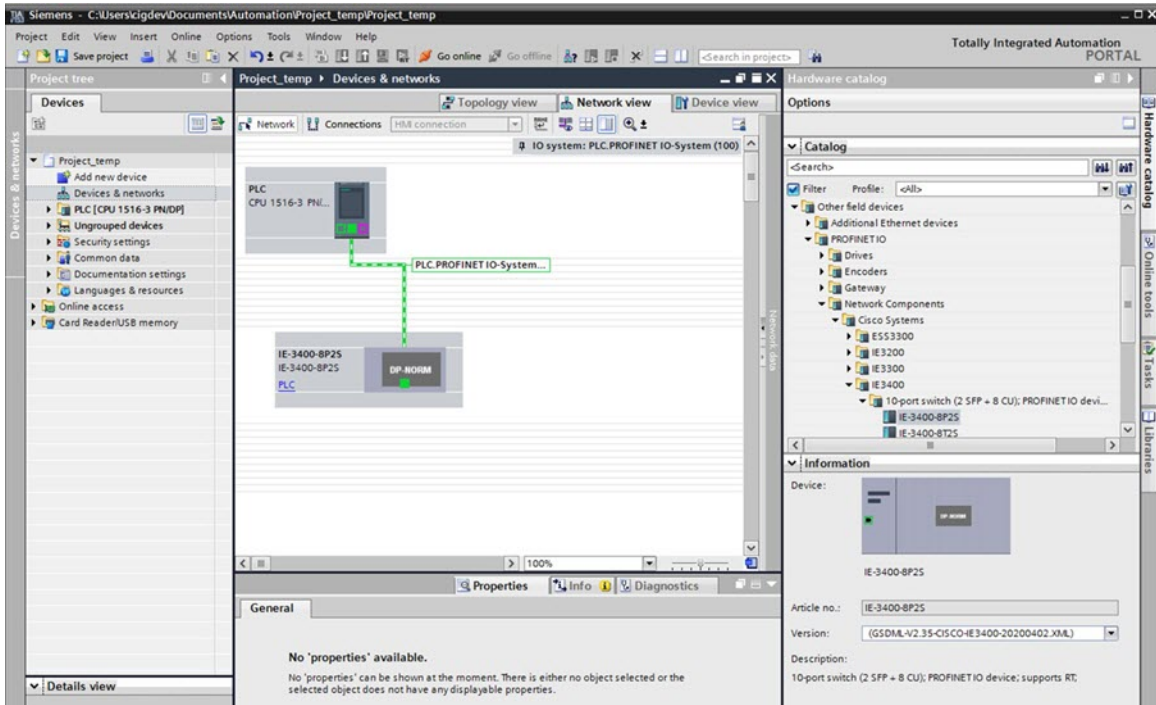 Siemens - C:\Users\cigdev\Documents\Automation\Project_temp\Project_temp
Project Edit View Insert Online Options Tools Window Help
Totally Integrated Automation
PORTAL
Save project
Go online
Go offline
<Search in project>
Project tree
Project_temp ▸ Devices & networks
Hardware catalog
Devices
Topology view
Network view
Device view
Options
Network
Connections
HMI connection
IO system: PLC.PROFINET IO-System (100)
Devices & networks
Project_temp
Add new device
Devices & networks
PLC [CPU 1516-3 PN/DP]
Ungrouped devices
Security settings
Common data
Documentation settings
Languages & resources
Online access
Card Reader/USB memory
Details view
PLC
CPU 1516-3 PN/...
PLC.PROFINET IO-System...
IE-3400-8P2S
IE-3400-8P2S
PLC
DP-NORM
Network data
100%
Properties
Info
Diagnostics
General
No 'properties' available.
No 'properties' can be shown at the moment. There is either no object selected or the
selected object does not have any displayable properties.
Catalog
<Search>
Filter
Profile:
<All>
Other field devices
Additional Ethernet devices
PROFINET IO
Drives
Encoders
Gateway
Network Components
Cisco Systems
ESS3300
IE3200
IE3300
IE3400
10-port switch (2 SFP + 8 CU); PROFINET IO devi...
IE-3400-8P2S
IE-3400-8T2S
Information
Device:
DP-NORM
IE-3400-8P2S
Article no.:
IE-3400-8P2S
Version:
(GSDML-V2.35-CISCO-IE3400-20200402.XML)
Description:
10-port switch (2 SFP + 8 CU); PROFINET IO device; supports RT;
Hardware catalog
Online tools
Tasks
Libraries